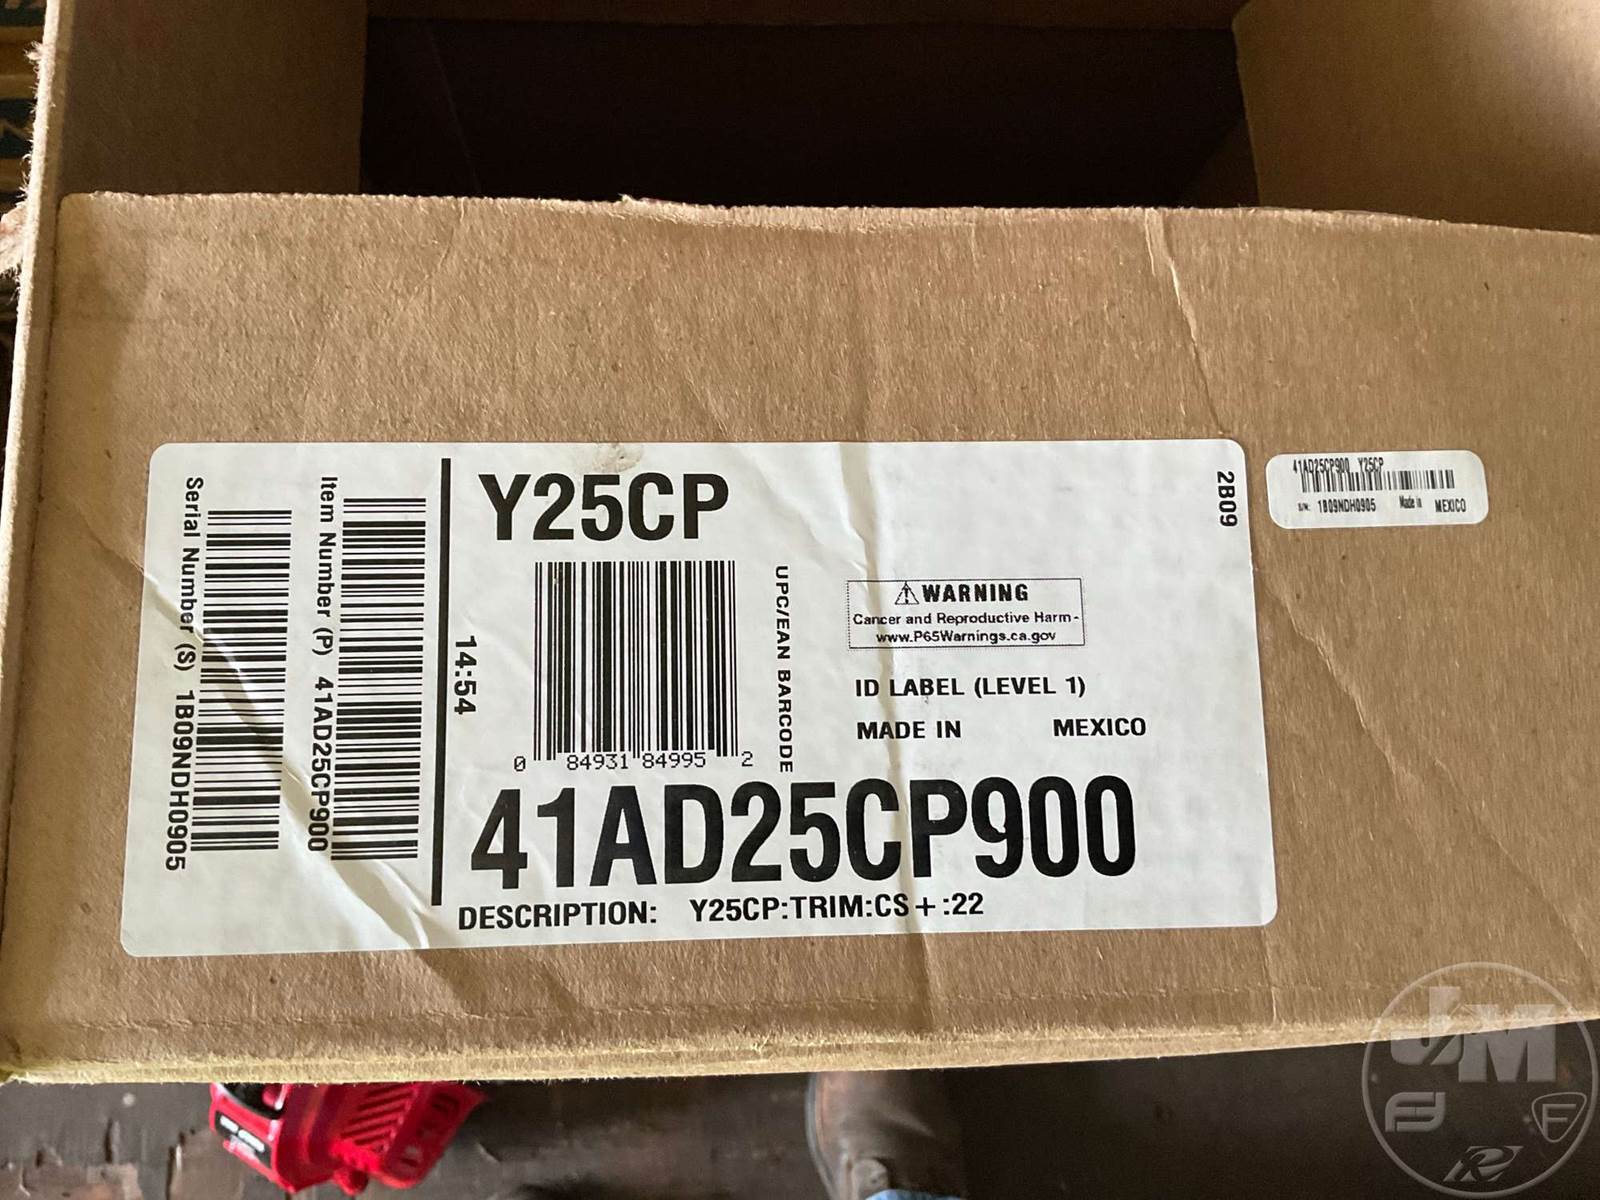 Y25CP
2B09
Serial Number (S) 1B09NDH0905
Item Number (P) 41AD25CP900
14:54
UPC/EAN BARCODE
0 84931 84995 2
WARNING
Cancer and Reproductive Harm -
www.P65Warnings.ca.gov
ID LABEL (LEVEL 1)
MADE IN MEXICO
41AD25CP900
DESCRIPTION: Y25CP:TRIM:CS+:22
41AD25CP900 Y25CP
S/N: 1B09NDH0905 Made in MEXICO
JM